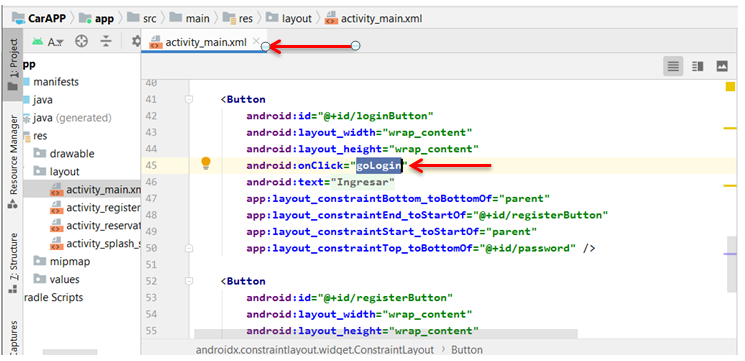 CarAPP app src main res layout activity_main.xml
A... activity_main.xml
1: Project
Resource Manager
7: Structure
Captures
pp
manifests
java
java (generated)
res
drawable
layout
activity_main.xm
activity_register
activity_reservat
activity_splash_s
mipmap
values
radle Scripts
40
41 <Button
42 android:id="@+id/loginButton"
43 android:layout_width="wrap_content"
44 android:layout_height="wrap_content"
45 android:onClick="goLogin"
46 android:text="Ingresar"
47 app:layout_constraintBottom_toBottomOf="parent"
48 app:layout_constraintEnd_toStartOf="@+id/registerButton"
49 app:layout_constraintStart_toStartOf="parent"
50 app:layout_constraintTop_toBottomOf="@+id/password" />
51
52 <Button
53 android:id="@+id/registerButton"
54 android:layout_width="wrap_content"
55 android:layout_height="wrap_content"
androidx.constraintlayout.widget.ConstraintLayout Button